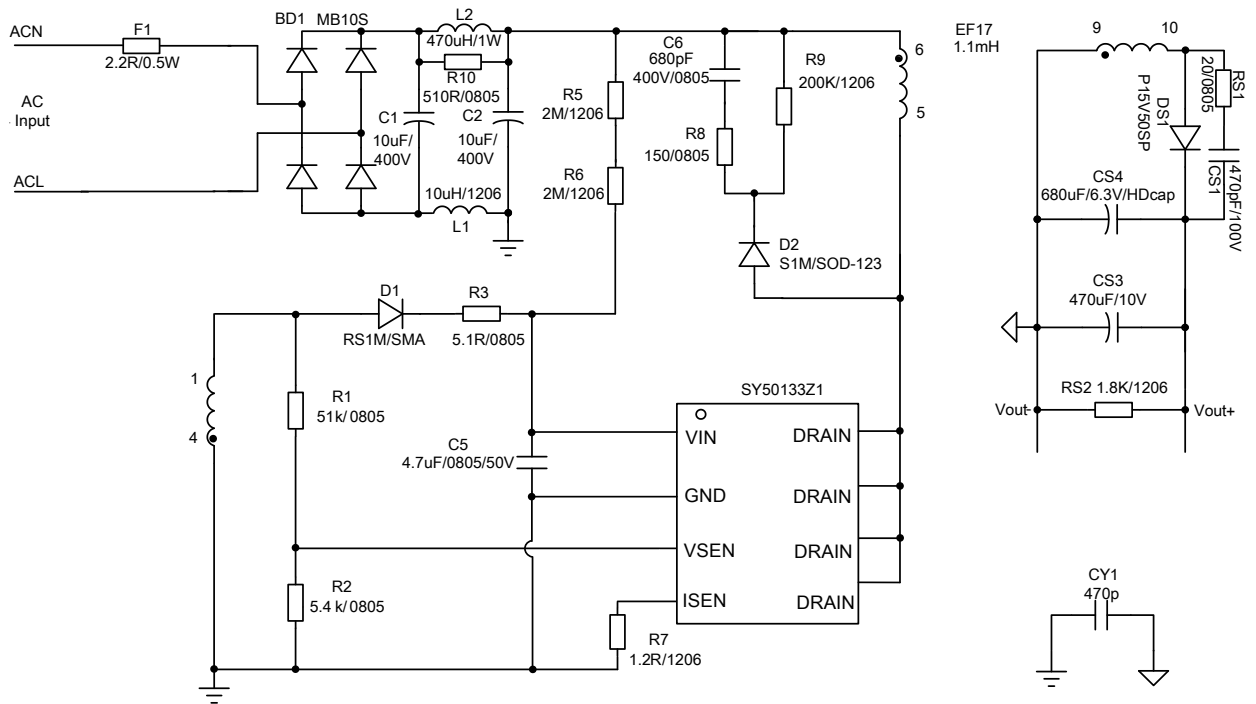 ACN
F1
2.2R/0.5W
AC
Input
ACL
BD1 MB10S
L2
470uH/1W
R10
510R/0805
C1
10uF/
400V
C2
10uF/
400V
10uH/1206
L1
R5
2M/1206
R6
2M/1206
C6
680pF
400V/0805
R8
150/0805
R9
200K/1206
D2
S1M/SOD-123
6
5
EF17
1.1mH
9
10
RS1
20/0805
DS1
P15V50SP
CS1
470pF/100V
CS4
680uF/6.3V/HDcap
CS3
470uF/10V
RS2 1.8K/1206
Vout-
Vout+
D1
RS1M/SMA
R3
5.1R/0805
1
4
R1
51k/0805
R2
5.4 k/0805
C5
4.7uF/0805/50V
SY50133Z1
VIN
DRAIN
GND
DRAIN
VSEN
DRAIN
ISEN
DRAIN
R7
1.2R/1206
CY1
470p